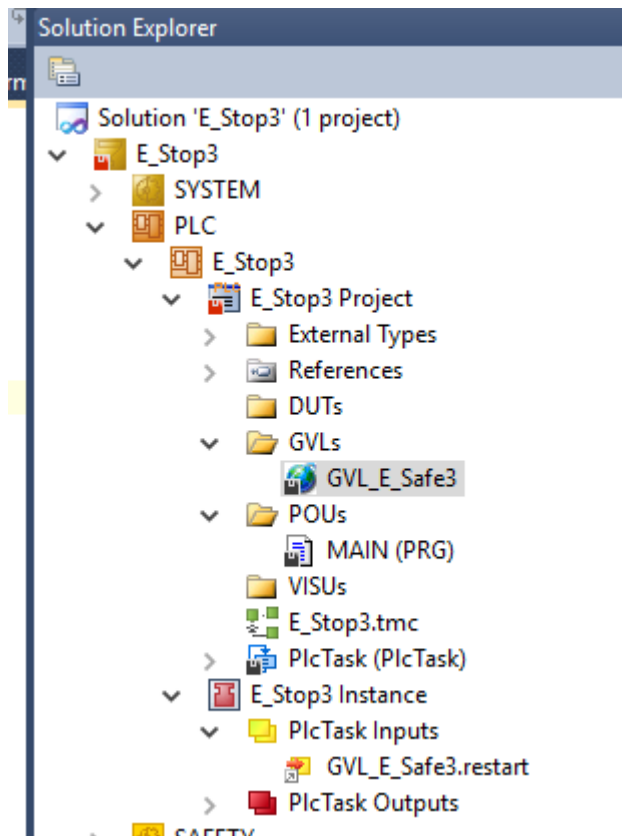 Solution Explorer
Solution 'E_Stop3' (1 project)
E_Stop3
SYSTEM
PLC
E_Stop3
E_Stop3 Project
External Types
References
DUTs
GVLs
GVL_E_Safe3
POUs
MAIN (PRG)
VISUs
E_Stop3.tmc
PlcTask (PlcTask)
E_Stop3 Instance
PlcTask Inputs
GVL_E_Safe3.restart
PlcTask Outputs
SAFETY